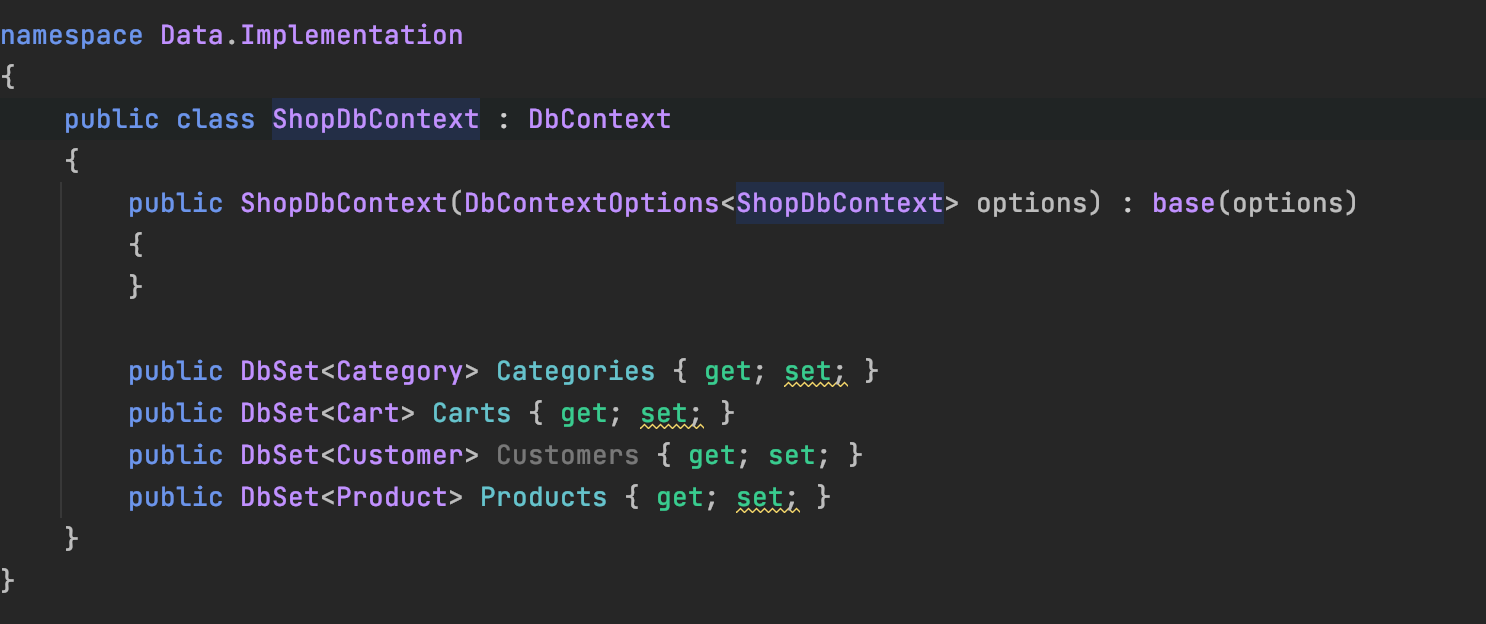 namespace Data.Implementation
{
    public class ShopDbContext : DbContext
    {
        public ShopDbContext(DbContextOptions<ShopDbContext> options) : base(options)
        {
        }

        public DbSet<Category> Categories { get; set; }
        public DbSet<Cart> Carts { get; set; }
        public DbSet<Customer> Customers { get; set; }
        public DbSet<Product> Products { get; set; }
    }
}